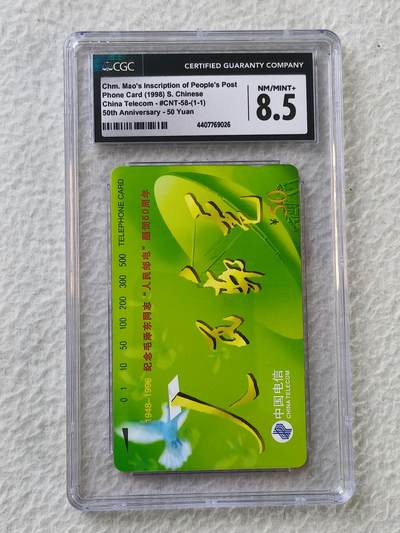 CGC
CERTIFIED GUARANTY COMPANY
Chm. Mao's Inscription of People's Post
Phone Card (1998) S. Chinese
China Telecom - #CNT-58-(1-1)
50th Anniversary - 50 Yuan
4407769026
NM/MINT+
8.5
0 1 10 50 100 200 300 500 TELEPHONE CARD
1948-1998 纪念毛泽东同志“人民邮电”题词50周年
人民郵電
¥50
中国电信
CHINA TELECOM